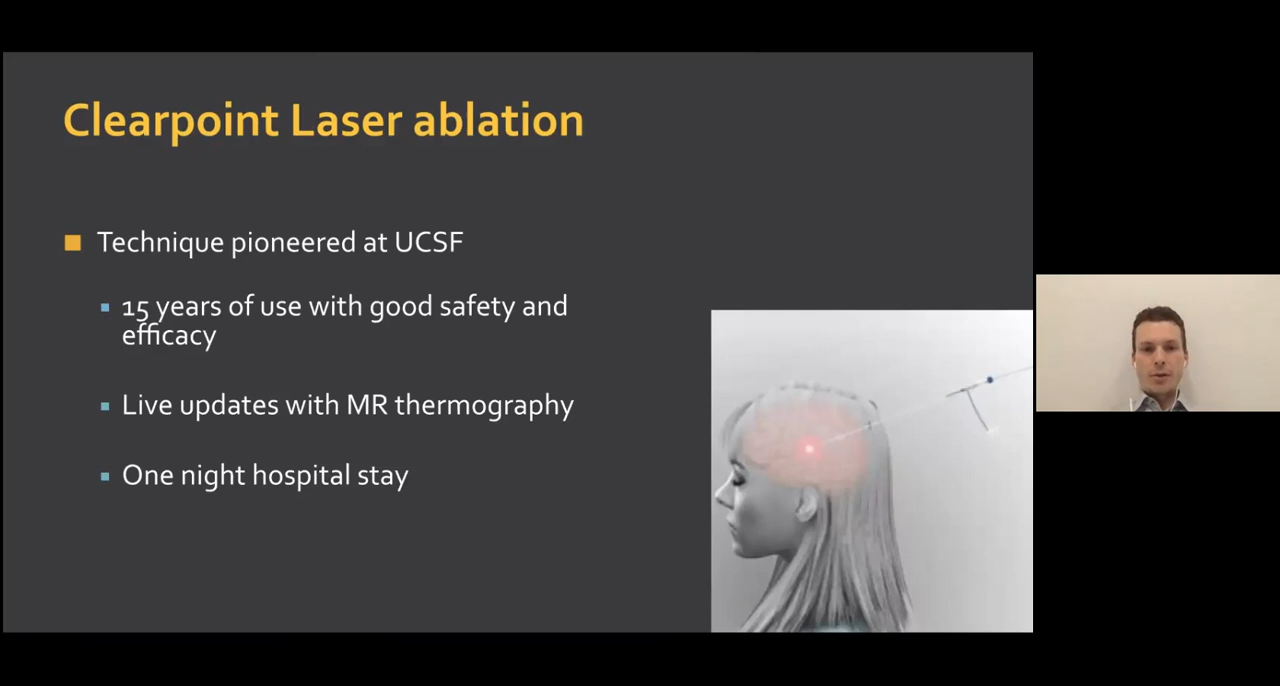 Clearpoint Laser ablation
Technique pioneered at UCSF
15 years of use with good safety and
efficacy
Live updates with MR thermography
One night hospital stay